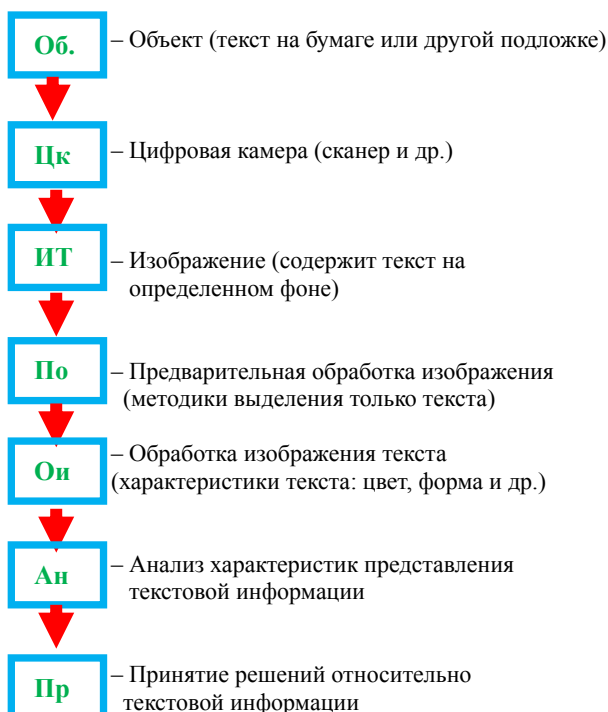 Об. – Объект (текст на бумаге или другой подложке)
Цк – Цифровая камера (сканер и др.)
ИТ – Изображение (содержит текст на
определенном фоне)
По – Предварительная обработка изображения
(методики выделения только текста)
– Обработка изображения текста
Ои (характеристики текста: цвет, форма и др.)
Ан – Анализ характеристик представления
текстовой информации
Пр – Принятие решений относительно
текстовой информации